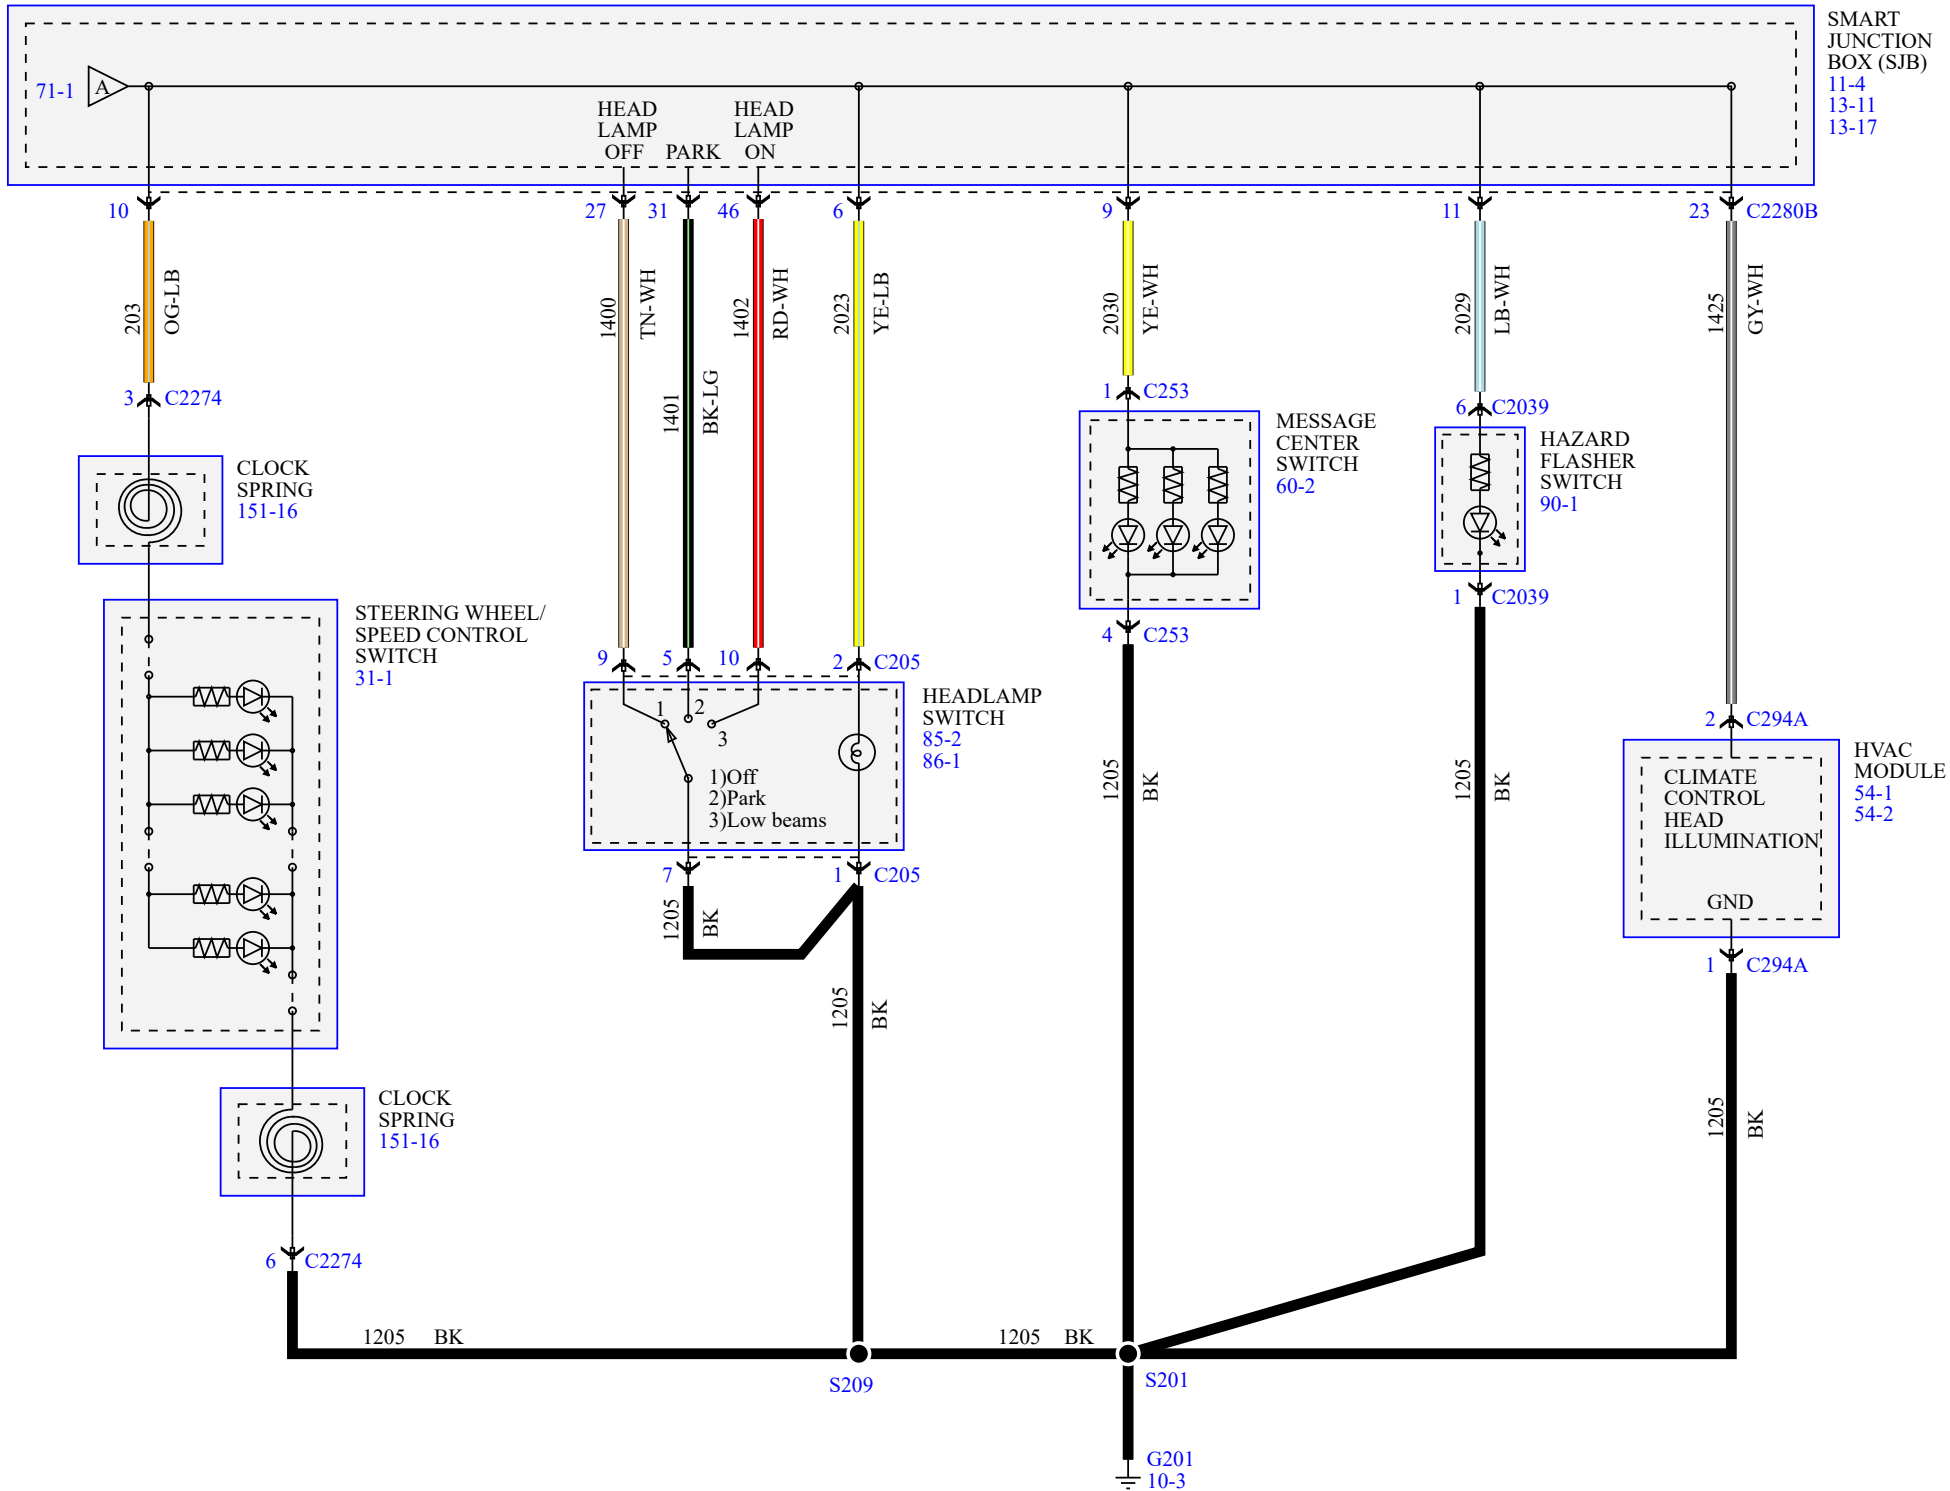 SMART
JUNCTION
BOX (SJB)
11-4
13-11
13-17
71-1
A
HEAD
LAMP
OFF
PARK
HEAD
LAMP
ON
10
27
31
46
6
9
11
23
C2280B
203
OG-LB
1400
TN-WH
1401
BK-LG
1402
RD-WH
2023
YE-LB
2030
YE-WH
2029
LB-WH
1425
GY-WH
3
C2274
CLOCK
SPRING
151-16
1
C253
MESSAGE
CENTER
SWITCH
60-2
4
C253
6
C2039
HAZARD
FLASHER
SWITCH
90-1
1
C2039
STEERING WHEEL/
SPEED CONTROL
SWITCH
31-1
9
5
10
2
C205
HEADLAMP
SWITCH
85-2
86-1
1
2
3
1)Off
2)Park
3)Low beams
7
1
C205
1205
BK
1205
BK
1205
BK
1205
BK
2
C294A
HVAC
MODULE
54-1
54-2
CLIMATE
CONTROL
HEAD
ILLUMINATION
GND
1
C294A
1205
BK
CLOCK
SPRING
151-16
6
C2274
1205 BK
1205 BK
S209
S201
G201
10-3